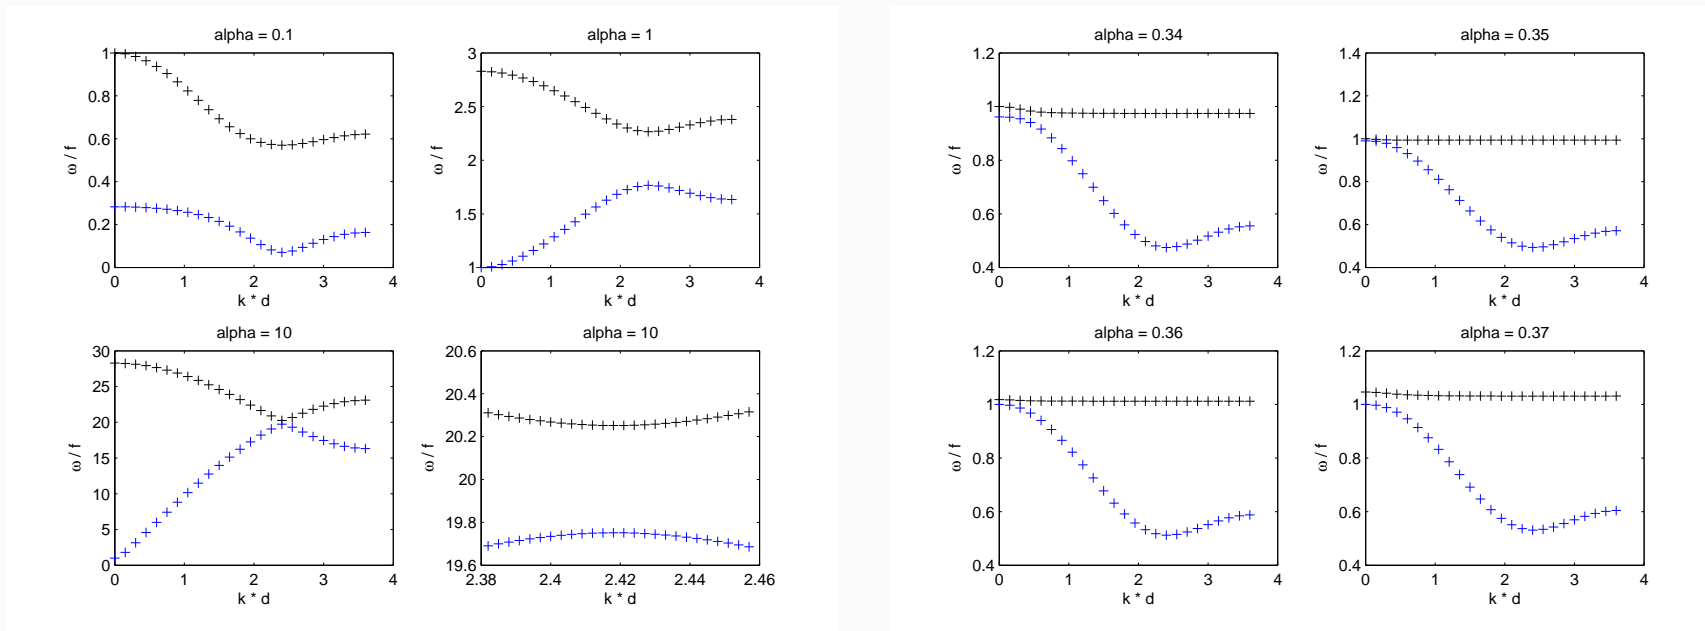 alpha = 0.1
1
0.8
0.6
0.4
0.2
0
ω / f
0 1 2 3 4
k * d
alpha = 1
3
2.5
2
1.5
1
ω / f
0 1 2 3 4
k * d
alpha = 10
30
25
20
15
10
5
0
ω / f
0 1 2 3 4
k * d
alpha = 10
20.6
20.4
20.2
20
19.8
19.6
ω / f
2.38 2.4 2.42 2.44 2.46
k * d
alpha = 0.34
1.2
1
0.8
0.6
0.4
ω / f
0 1 2 3 4
k * d
alpha = 0.35
1.4
1.2
1
0.8
0.6
0.4
ω / f
0 1 2 3 4
k * d
alpha = 0.36
1.2
1
0.8
0.6
0.4
ω / f
0 1 2 3 4
k * d
alpha = 0.37
1.2
1
0.8
0.6
0.4
ω / f
0 1 2 3 4
k * d